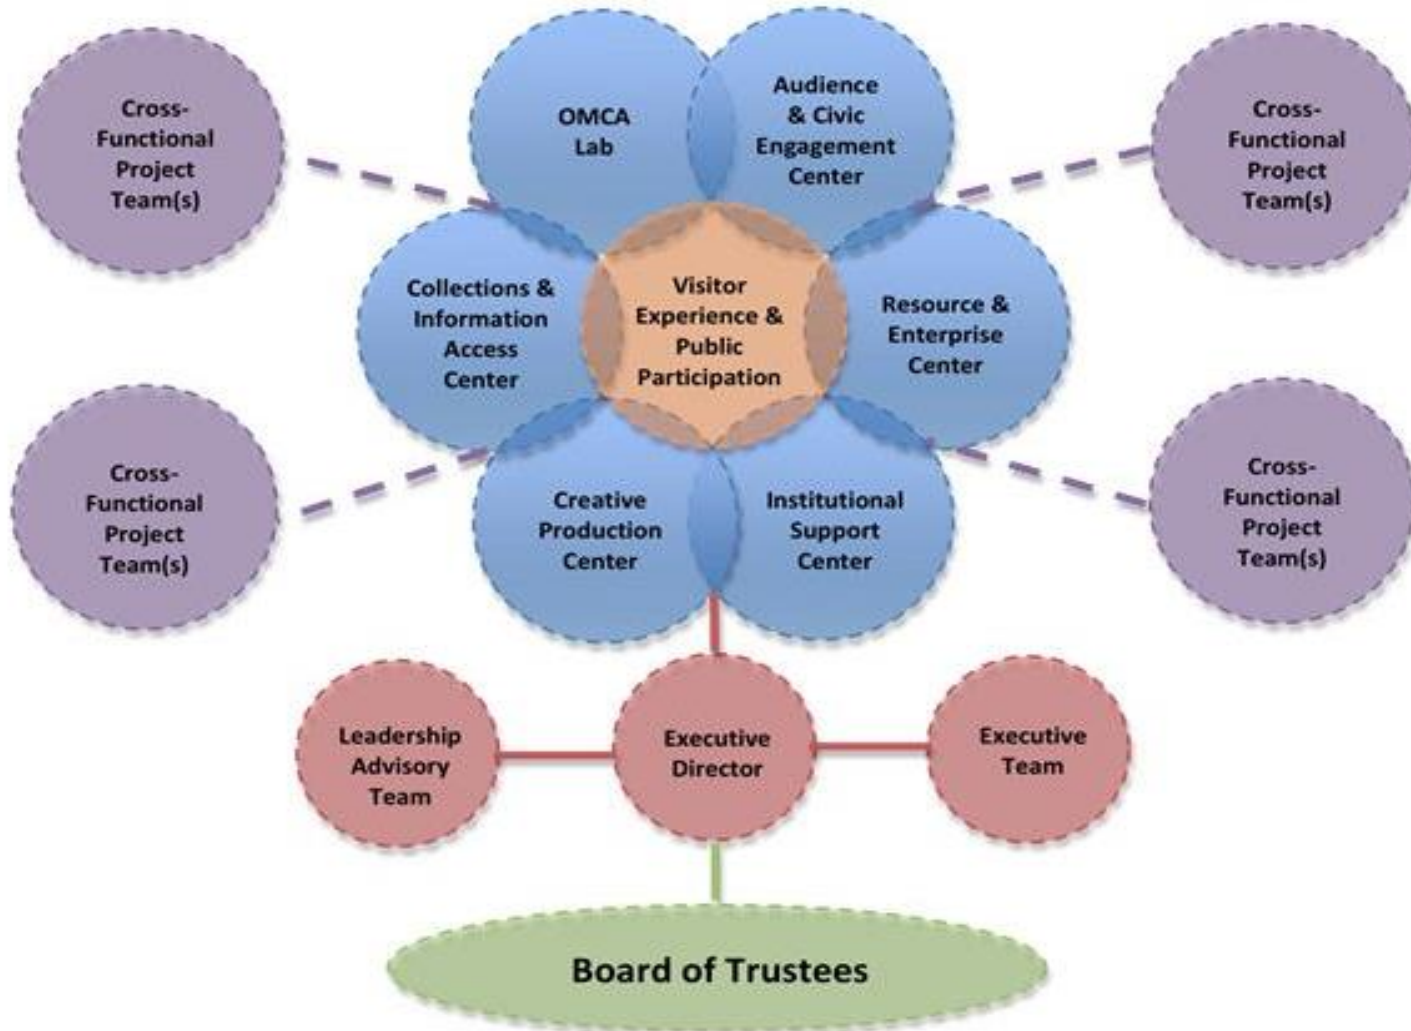 Cross-
Functional
Project
Team(s)
OMCA
Lab
Audience
& Civic
Engagement
Center
Cross-
Functional
Project
Team(s)
Collections &
Information
Access
Center
Visitor
Experience &
Public
Participation
Resource &
Enterprise
Center
Cross-
Functional
Project
Team(s)
Creative
Production
Center
Institutional
Support
Center
Cross-
Functional
Project
Team(s)
Leadership
Advisory
Team
Executive
Director
Executive
Team
Board of Trustees